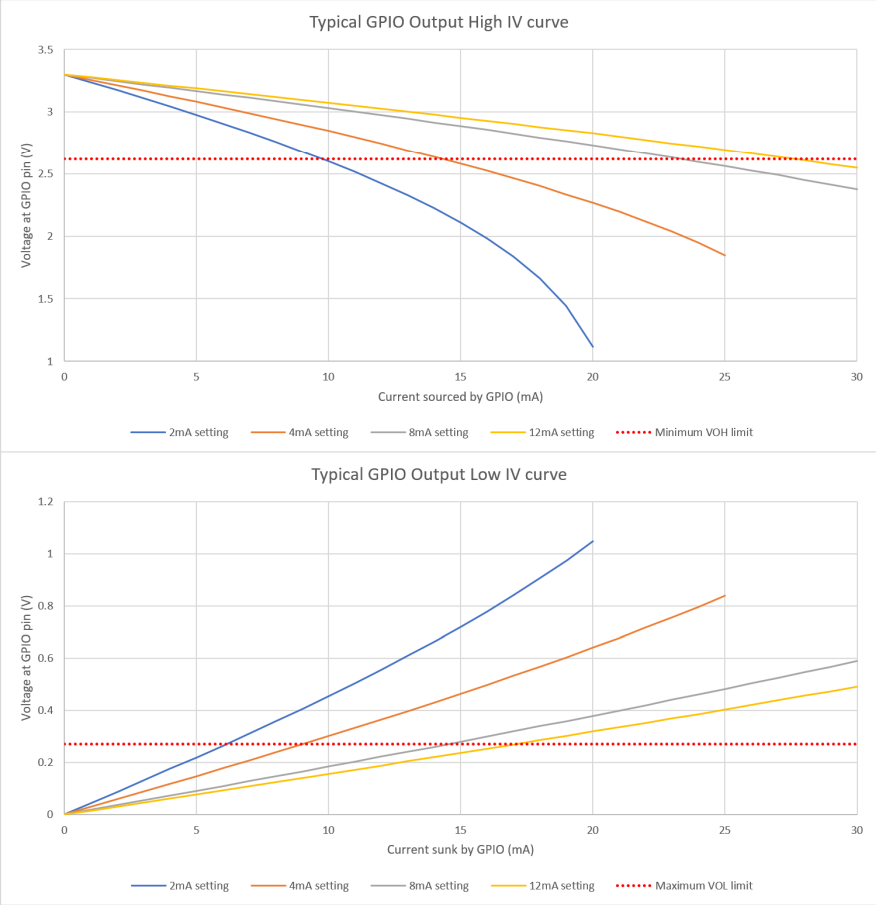 Typical GPIO Output High IV curve
Voltage at GPIO pin (V)
3.5
3
2.5
2
1.5
1
0 5 10 15 20 25 30
Current sourced by GPIO (mA)
2mA setting 4mA setting 8mA setting 12mA setting Minimum VOH limit
Typical GPIO Output Low IV curve
Voltage at GPIO pin (V)
1.2
1
0.8
0.6
0.4
0.2
0
0 5 10 15 20 25 30
Current sunk by GPIO (mA)
2mA setting 4mA setting 8mA setting 12mA setting Maximum VOL limit